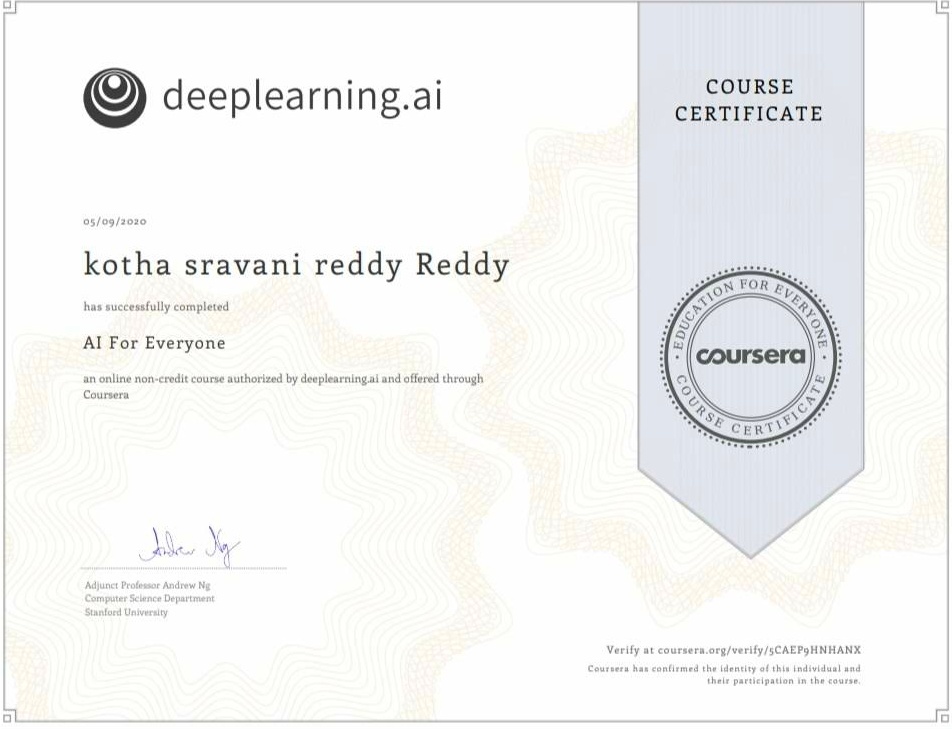 deeplearning.ai
COURSE
CERTIFICATE
05/09/2020
kotha sravani reddy Reddy
has successfully completed
AI For Everyone
an online non-credit course authorized by deeplearning.ai and offered through
Coursera
EDUCATION FOR EVERYONE
coursera
COURSE CERTIFICATE
Andrew Ng
Adjunct Professor Andrew Ng
Computer Science Department
Stanford University
Verify at coursera.org/verify/5CAEP9HNHANX
Coursera has confirmed the identity of this individual and
their participation in the course.